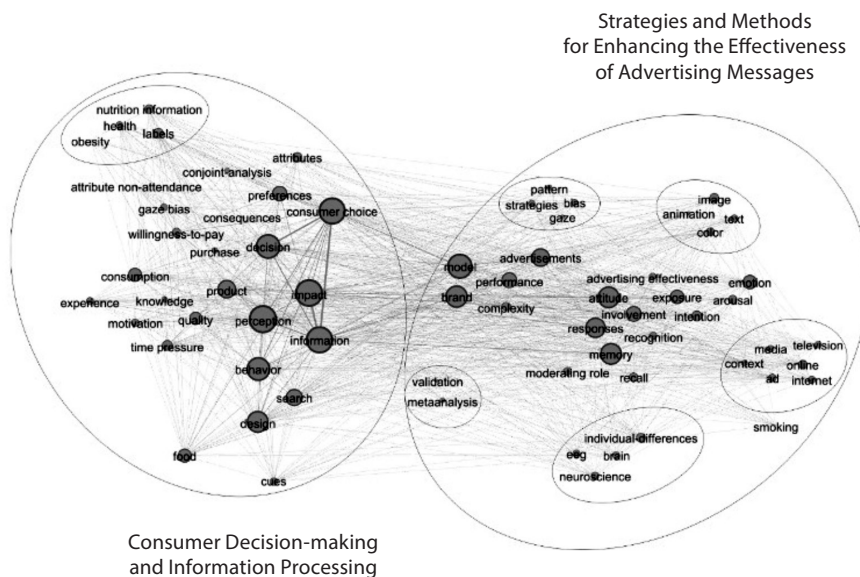 Strategies and Methods
for Enhancing the Effectiveness
of Advertising Messages
nutrition information
health
labels
obesity
attributes
conjoint-analysis
attribute non-attendance
preferences
gaze bias
consequences
consumer choice
willingness-to-pay
decision
purchase
consumption
product
impact
experience
knowledge
motivation
quality
perception
information
time pressure
behavior
search
design
food
cues
pattern
strategies
bias
gaze
image
animation
text
color
model
advertisements
performance
brand
complexity
advertising effectiveness
emotion
attitude
exposure
arousal
involvement
intention
responses
recognition
memory
media
television
context
online
ad
internet
moderating role
recall
validation
metaanalysis
smoking
individual-differences
eeg
brain
neuroscience
Consumer Decision-making
and Information Processing